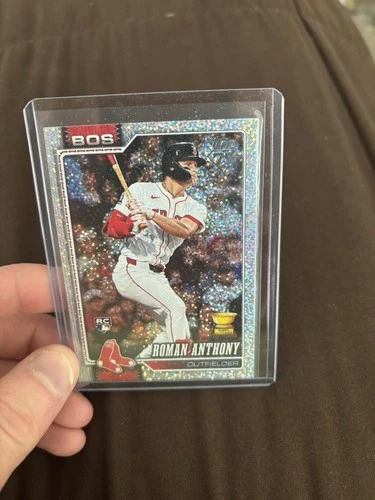 BOS
RC
ROMAN ANTHONY
OUTFIELDER